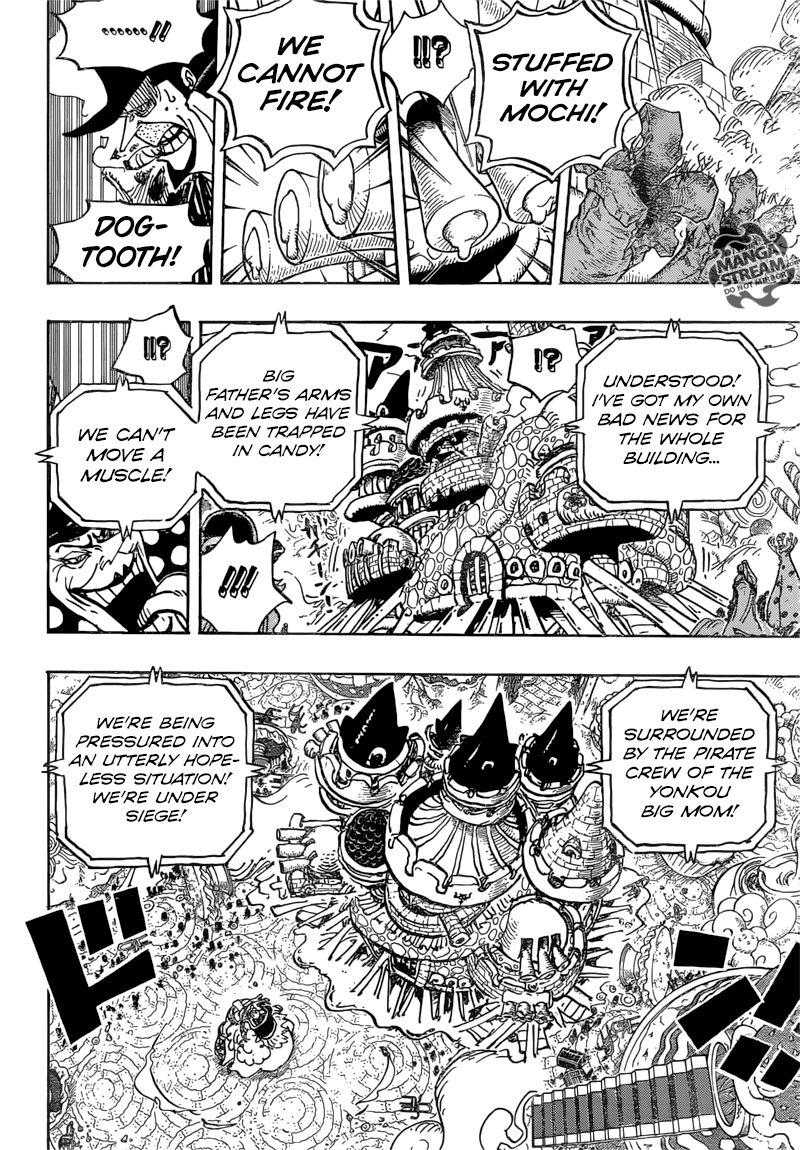 STUFFED
WITH
MOCHI!
!!?
WE
CANNOT
FIRE!
......!!
DOG-
TOOTH!
MANGA
STREAM.com
DO NOT MIRROR
UNDERSTOOD!
I'VE GOT MY OWN
BAD NEWS FOR
THE WHOLE
BUILDING...
!?
BIG
FATHER'S ARMS
AND LEGS HAVE
BEEN TRAPPED
IN CANDY!
ア
ア
!!!
!!?
WE CAN'T
MOVE A
MUSCLE!
WE'RE
SURROUNDED
BY THE PIRATE
CREW OF THE
YONKOU
BIG MOM!
WE'RE BEING
PRESSURED INTO
AN UTTERLY HOPE-
LESS SITUATION!
WE'RE UNDER
SIEGE!
ド